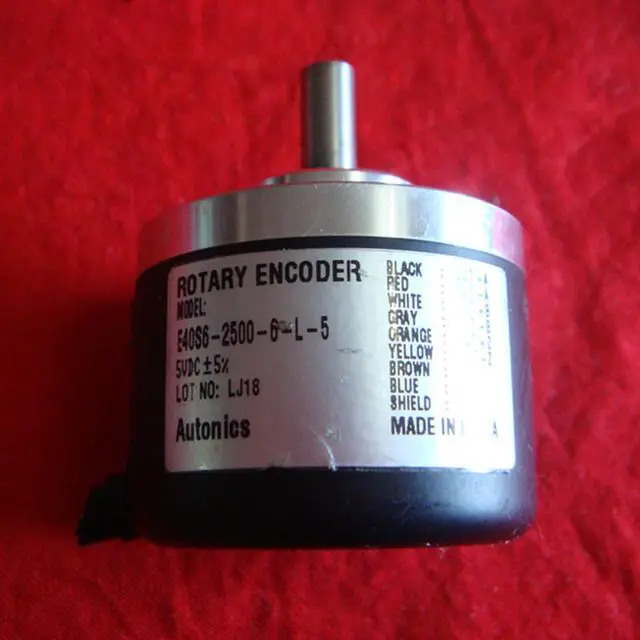 ROTARY ENCODER
MODEL:
E40S6-2500-6-L-5
5VDC ±5%
LOT NO: LJ18
Autonics
BLACK
RED
WHITE
GRAY
ORANGE
YELLOW
BROWN
BLUE
SHIELD
MADE IN